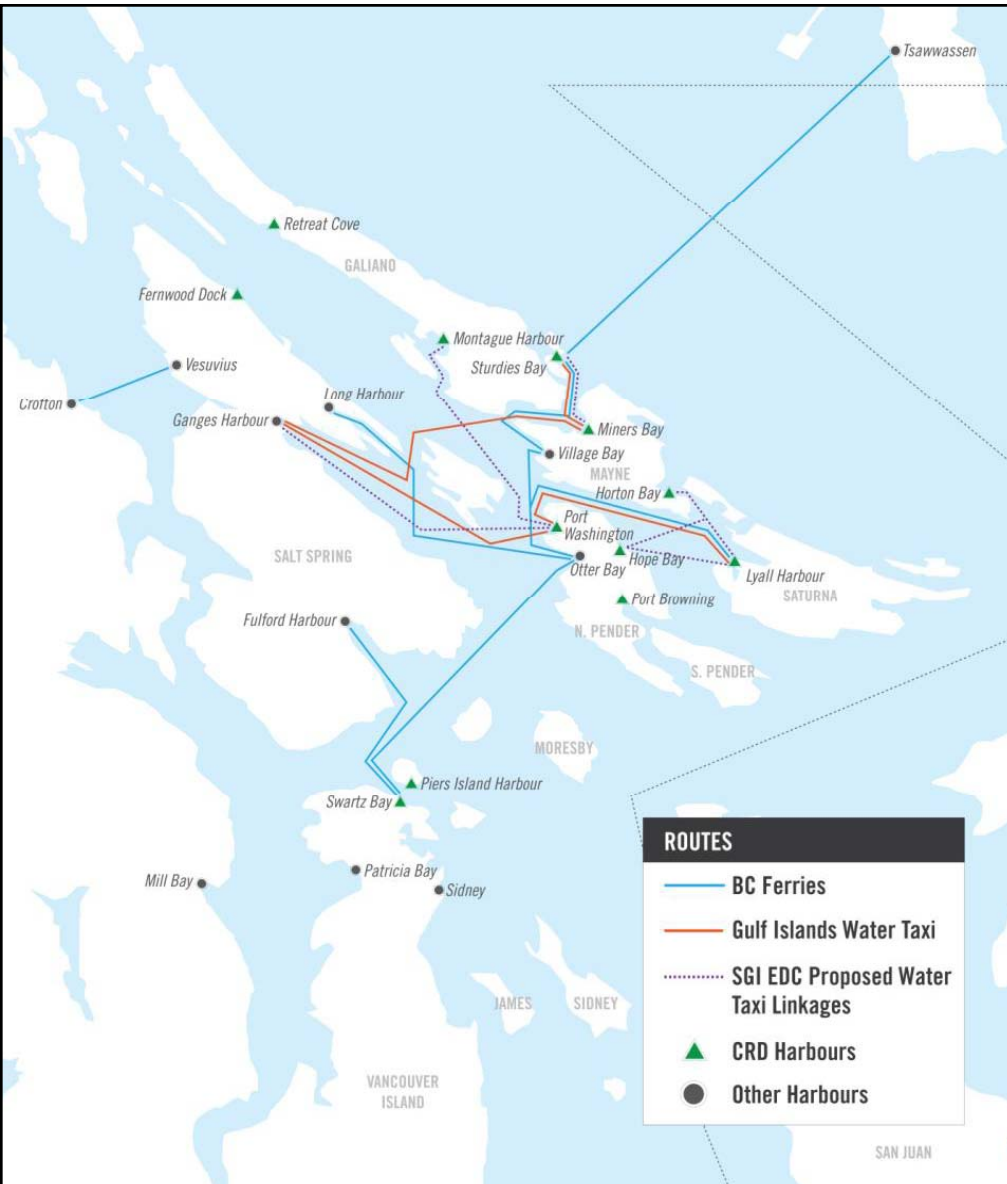 Tsawwassen
Retreat Cove
GALIANO
Fernwood Dock
Montague Harbour
Sturdies Bay
Vesuvius
Crofton
Long Harbour
Ganges Harbour
Miners Bay
Village Bay
MAYNE
Horton Bay
Port
Washington
SALT SPRING
Otter Bay
Hope Bay
Lyall Harbour
SATURNA
Port Browning
Fulford Harbour
N. PENDER
S. PENDER
MORESBY
Piers Island Harbour
Swartz Bay
Patricia Bay
Mill Bay
Sidney
JAMES
SIDNEY
VANCOUVER
ISLAND
ROUTES
BC Ferries
Gulf Islands Water Taxi
SGI EDC Proposed Water
Taxi Linkages
CRD Harbours
Other Harbours
SAN JUAN